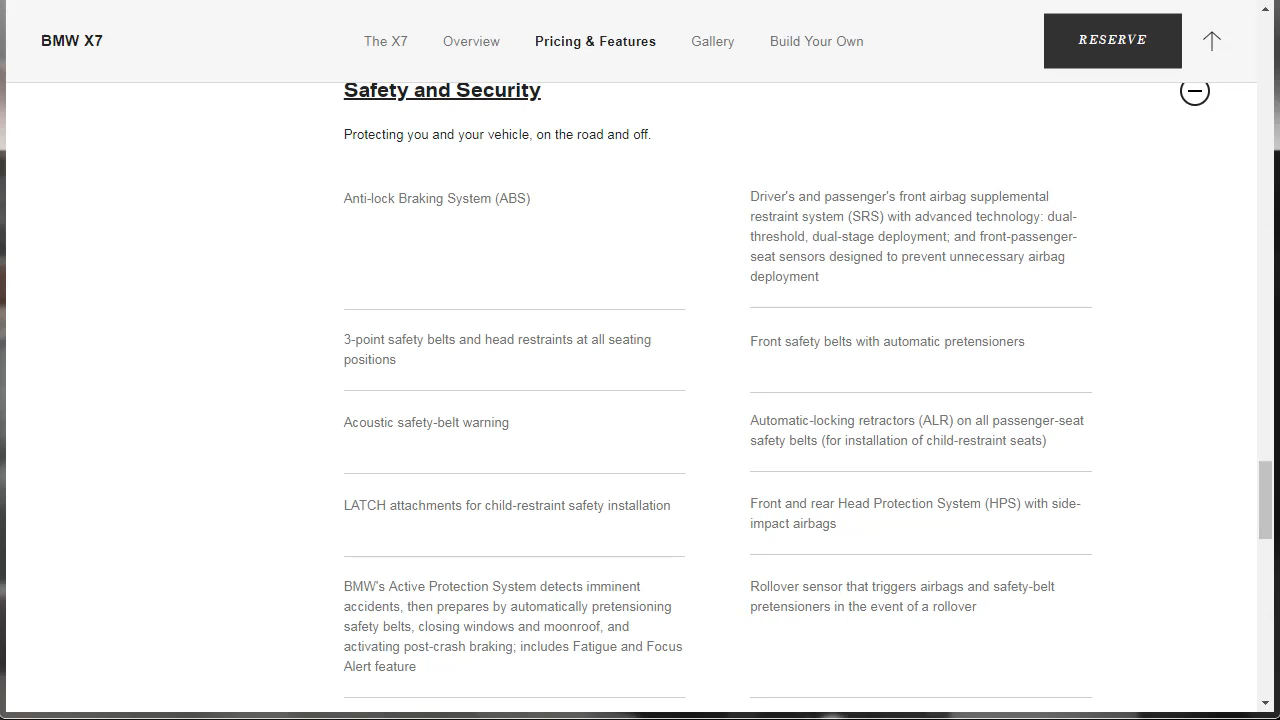 BMW X7
The X7
Overview
Pricing & Features
Gallery
Build Your Own
RESERVE
Safety and Security
Protecting you and your vehicle, on the road and off.
Anti-lock Braking System (ABS)
Driver's and passenger's front airbag supplemental
restraint system (SRS) with advanced technology: dual-
threshold, dual-stage deployment; and front-passenger-
seat sensors designed to prevent unnecessary airbag
deployment
3-point safety belts and head restraints at all seating
positions
Front safety belts with automatic pretensioners
Acoustic safety-belt warning
Automatic-locking retractors (ALR) on all passenger-seat
safety belts (for installation of child-restraint seats)
LATCH attachments for child-restraint safety installation
Front and rear Head Protection System (HPS) with side-
impact airbags
BMW's Active Protection System detects imminent
accidents, then prepares by automatically pretensioning
safety belts, closing windows and moonroof, and
activating post-crash braking; includes Fatigue and Focus
Alert feature
Rollover sensor that triggers airbags and safety-belt
pretensioners in the event of a rollover